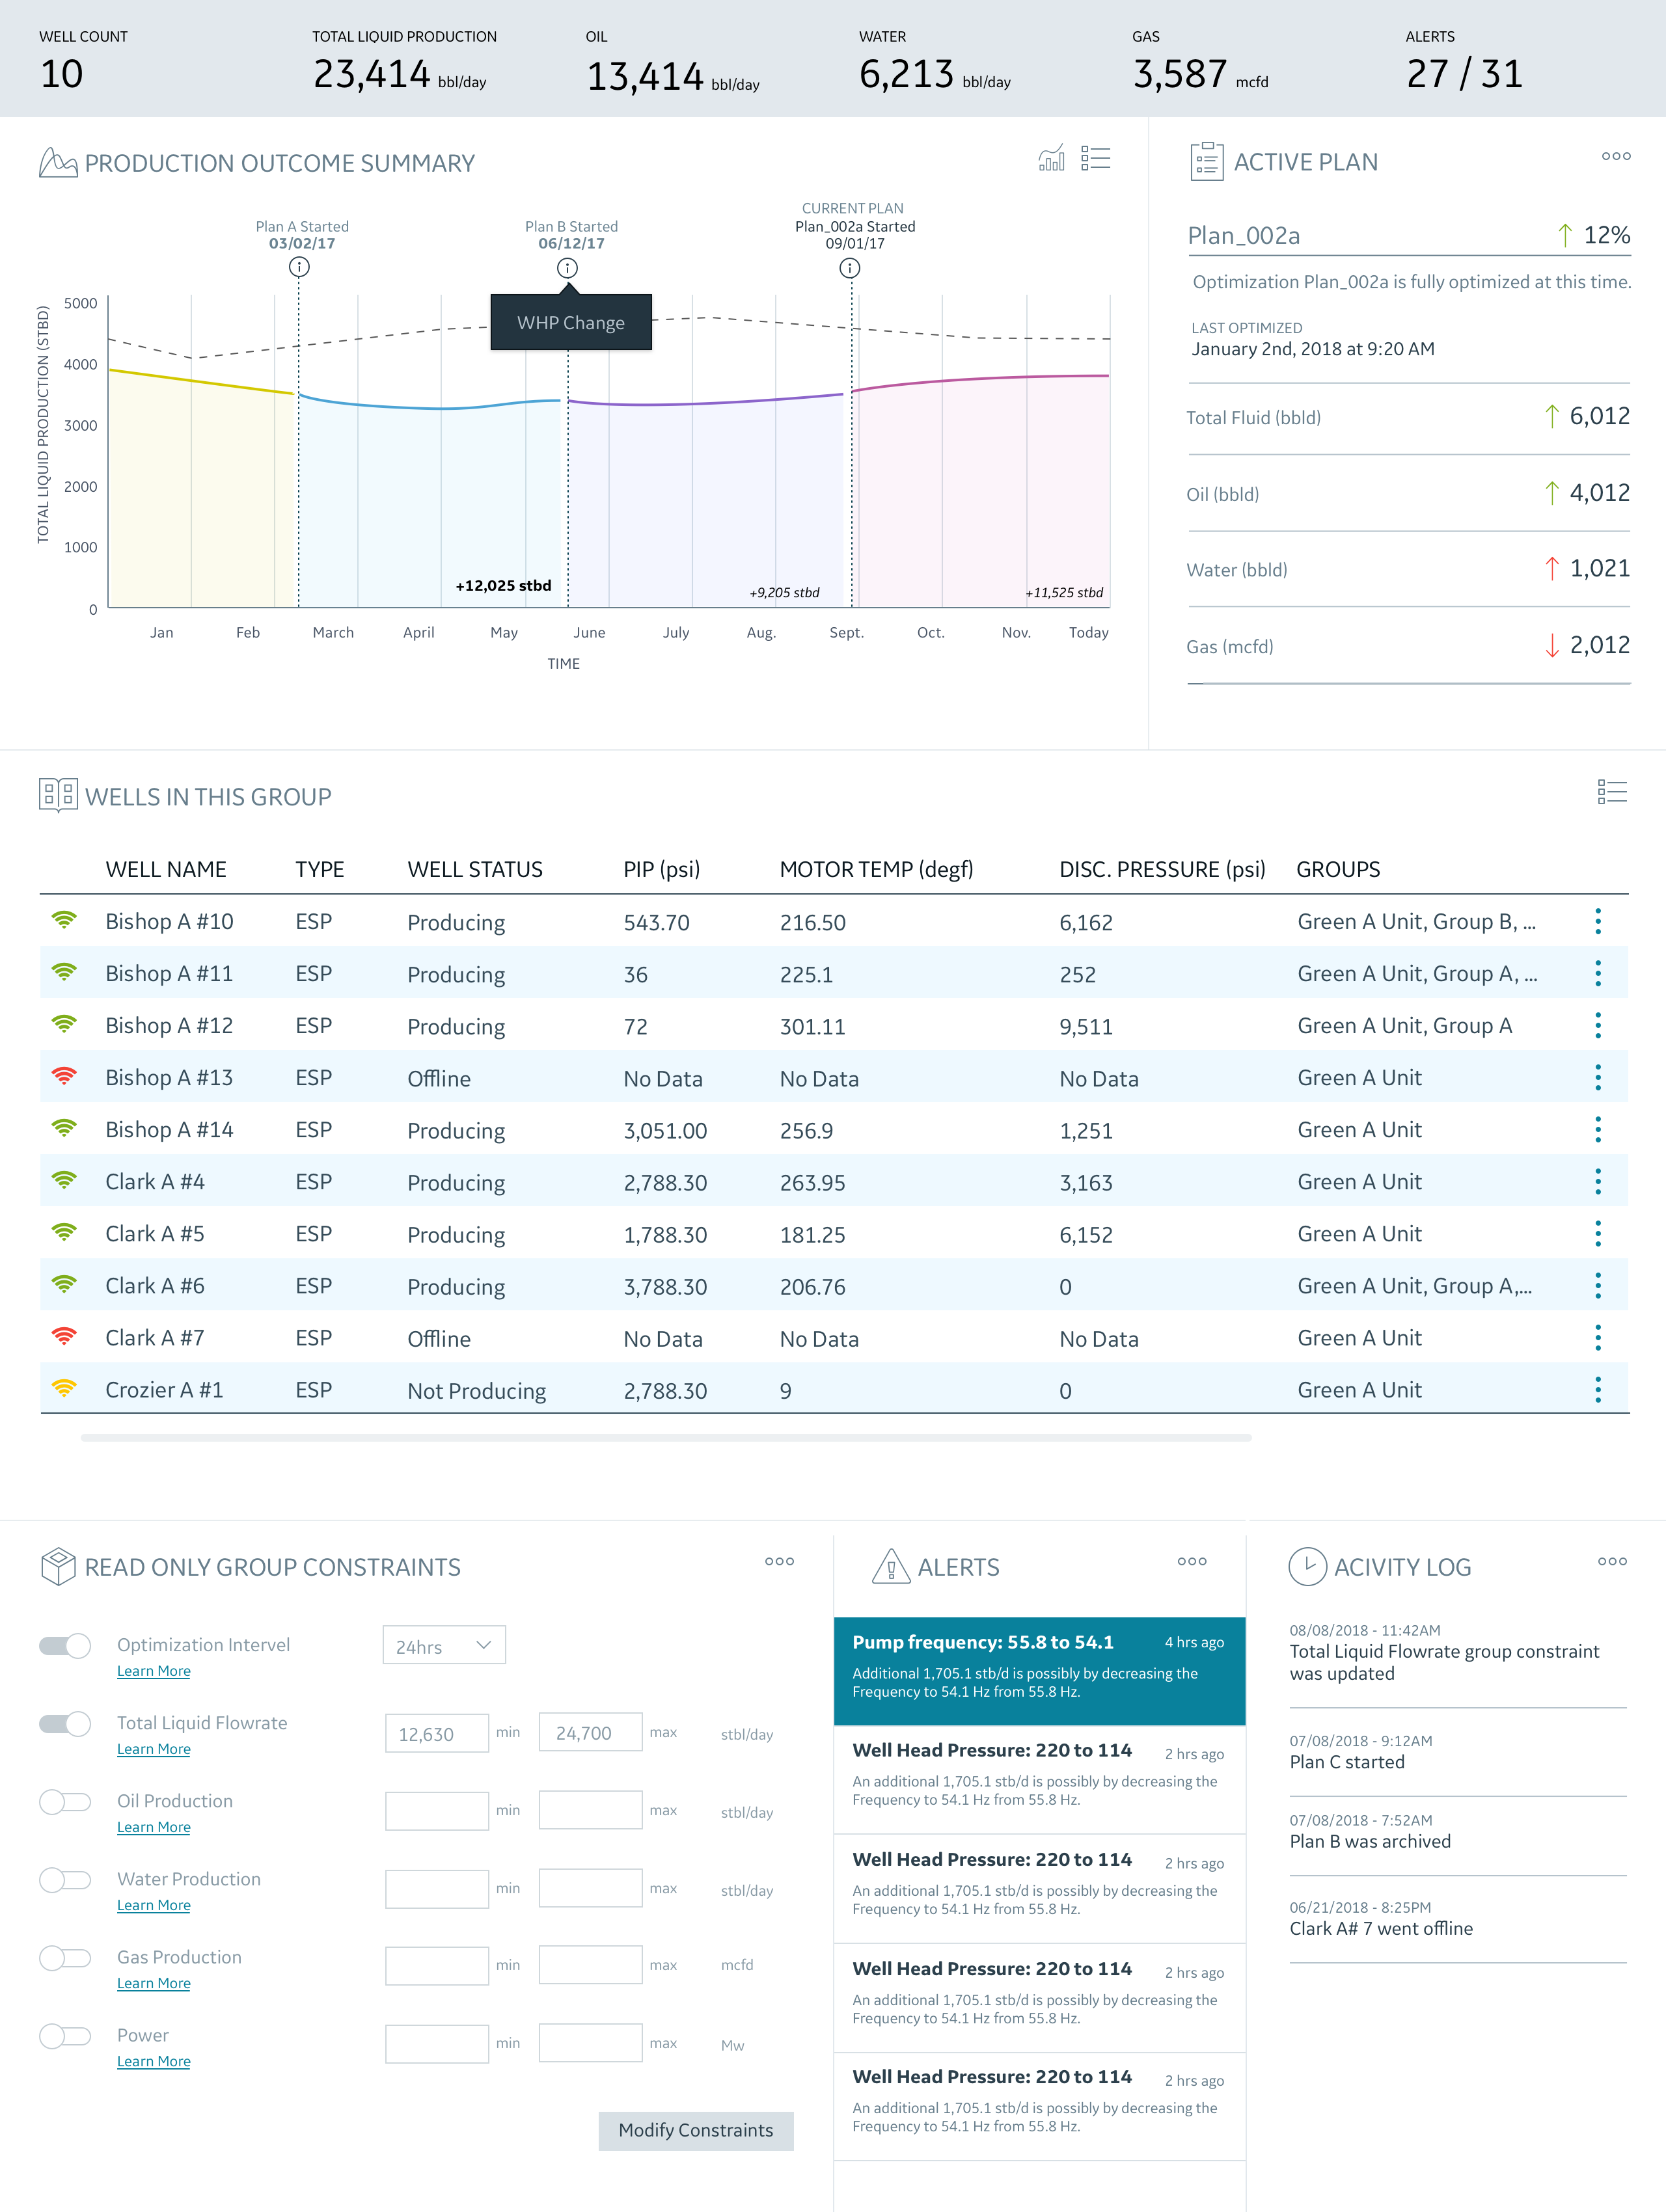 WELL COUNT
10
TOTAL LIQUID PRODUCTION
23,414 bbl/day
OIL
13,414 bbl/day
WATER
6,213 bbl/day
GAS
3,587 mcfd
ALERTS
27 / 31
PRODUCTION OUTCOME SUMMARY
Plan A Started
03/02/17
Plan B Started
06/12/17
CURRENT PLAN
Plan_002a Started
09/01/17
WHP Change
TOTAL LIQUID PRODUCTION (STBD)
5000
4000
3000
2000
1000
0
+12,025 stbd
+9,205 stbd
+11,525 stbd
Jan Feb March April May June July Aug. Sept. Oct. Nov. Today
TIME
ACTIVE PLAN
Plan_002a 12%
Optimization Plan_002a is fully optimized at this time.
LAST OPTIMIZED
January 2nd, 2018 at 9:20 AM
Total Fluid (bbld) 6,012
Oil (bbld) 4,012
Water (bbld) 1,021
Gas (mcfd) 2,012
WELLS IN THIS GROUP
WELL NAME TYPE WELL STATUS PIP (psi) MOTOR TEMP (degf) DISC. PRESSURE (psi) GROUPS
Bishop A #10 ESP Producing 543.70 216.50 6,162 Green A Unit, Group B, ...
Bishop A #11 ESP Producing 36 225.1 252 Green A Unit, Group A, ...
Bishop A #12 ESP Producing 72 301.11 9,511 Green A Unit, Group A
Bishop A #13 ESP Offline No Data No Data No Data Green A Unit
Bishop A #14 ESP Producing 3,051.00 256.9 1,251 Green A Unit
Clark A #4 ESP Producing 2,788.30 263.95 3,163 Green A Unit
Clark A #5 ESP Producing 1,788.30 181.25 6,152 Green A Unit
Clark A #6 ESP Producing 3,788.30 206.76 0 Green A Unit, Group A,...
Clark A #7 ESP Offline No Data No Data No Data Green A Unit
Crozier A #1 ESP Not Producing 2,788.30 9 0 Green A Unit
READ ONLY GROUP CONSTRAINTS
Optimization Intervel 24hrs
Learn More
Total Liquid Flowrate 12,630 min 24,700 max stbl/day
Learn More
Oil Production min max stbl/day
Learn More
Water Production min max stbl/day
Learn More
Gas Production min max mcfd
Learn More
Power min max Mw
Learn More
Modify Constraints
ALERTS
Pump frequency: 55.8 to 54.1 4 hrs ago
Additional 1,705.1 stb/d is possibly by decreasing the
Frequency to 54.1 Hz from 55.8 Hz.
Well Head Pressure: 220 to 114 2 hrs ago
An additional 1,705.1 stb/d is possibly by decreasing the
Frequency to 54.1 Hz from 55.8 Hz.
Well Head Pressure: 220 to 114 2 hrs ago
An additional 1,705.1 stb/d is possibly by decreasing the
Frequency to 54.1 Hz from 55.8 Hz.
Well Head Pressure: 220 to 114 2 hrs ago
An additional 1,705.1 stb/d is possibly by decreasing the
Frequency to 54.1 Hz from 55.8 Hz.
Well Head Pressure: 220 to 114 2 hrs ago
An additional 1,705.1 stb/d is possibly by decreasing the
Frequency to 54.1 Hz from 55.8 Hz.
ACIVITY LOG
08/08/2018 - 11:42AM
Total Liquid Flowrate group constraint
was updated
07/08/2018 - 9:12AM
Plan C started
07/08/2018 - 7:52AM
Plan B was archived
06/21/2018 - 8:25PM
Clark A# 7 went offline